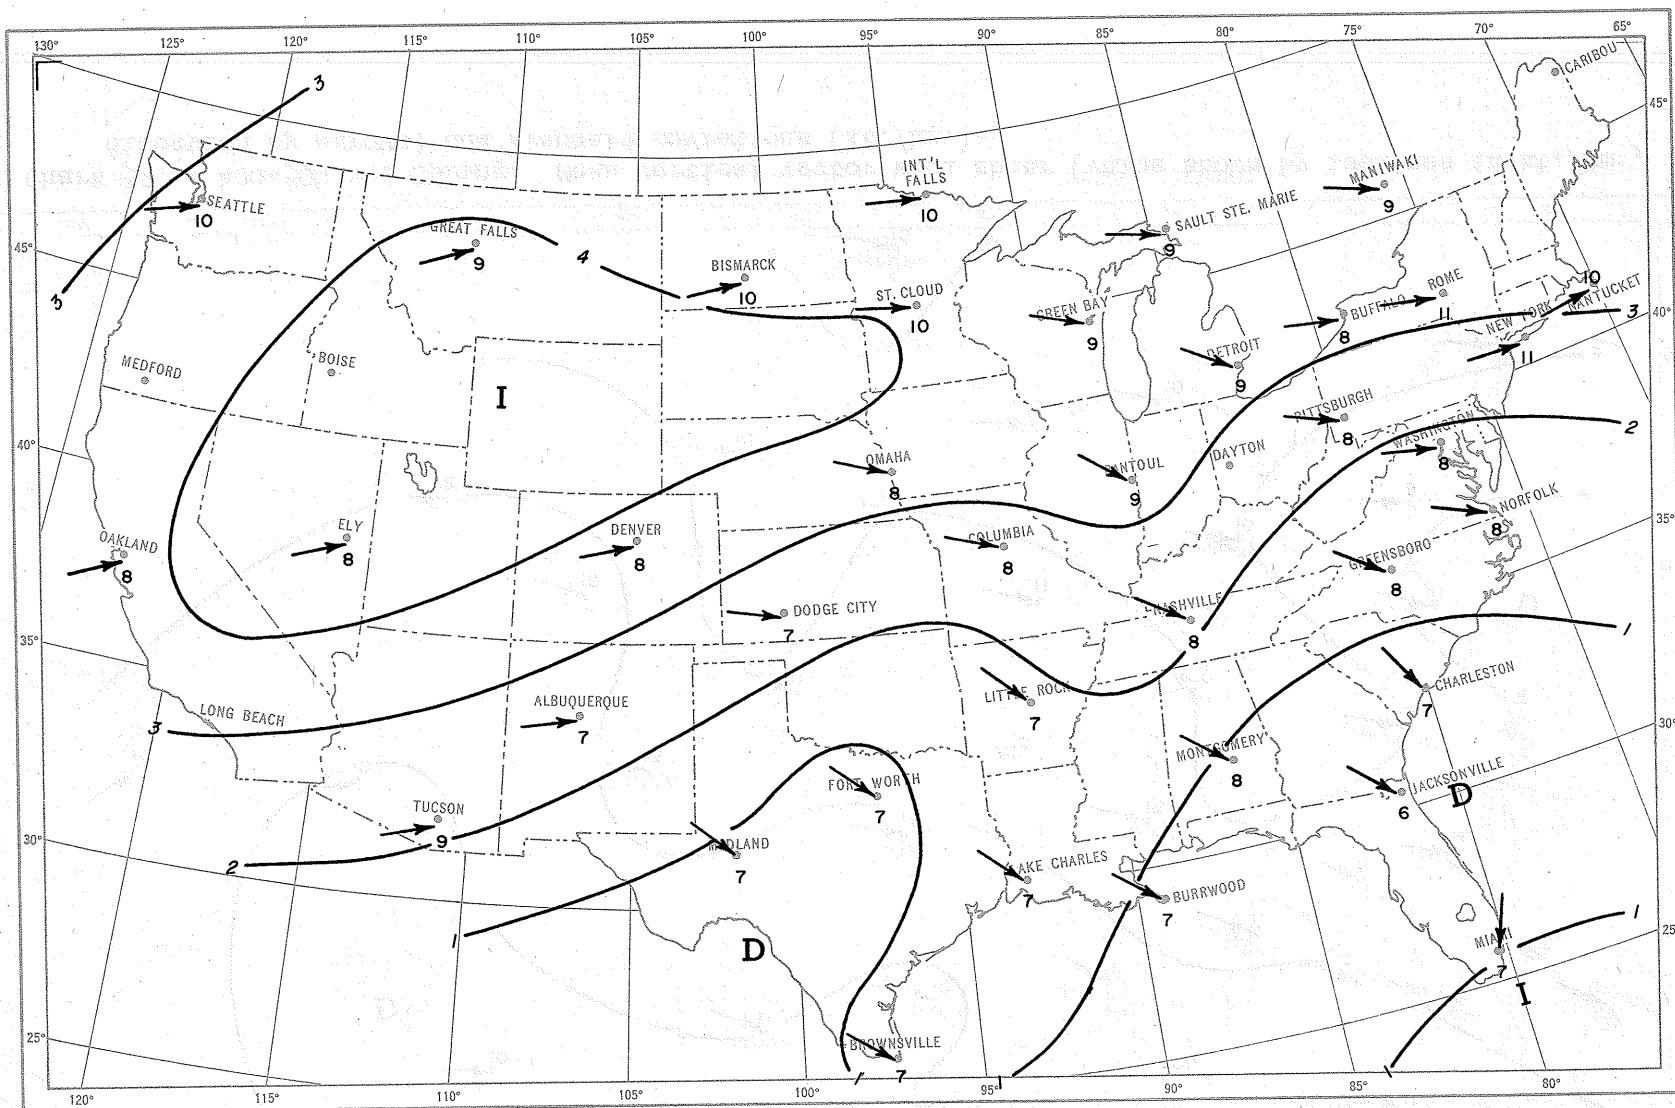 130° 125° 120° 115° 110° 105° 100° 95° 90° 85° 80° 75° 70° 65°
CARIBOU
3
45°
INT'L
FALLS
MANIWAKI
SEATTLE
10
10
9
SAULT STE. MARIE
GREAT FALLS
45°
9
4
9
BISMARCK
ROME
10
3
10
ST. CLOUD
GREEN BAY
BUFFALO
NANTUCKET
10
9
8
11
NEW YORK
3
40°
MEDFORD
BOISE
DETROIT
11
9
I
PITTSBURGH
8
WASHINGTON
2
40°
OMAHA
RANTOUL
DAYTON
8
8
9
NORFOLK
35°
OAKLAND
ELY
DENVER
COLUMBIA
8
8
8
8
8
GREENSBORO
8
DODGE CITY
7
NASHVILLE
8
1
35°
LITTLE ROCK
CHARLESTON
7
7
ALBUQUERQUE
7
LONG BEACH
3
30°
MONTGOMERY
8
JACKSONVILLE
6
D
FORT WORTH
7
TUCSON
9
30°
2
MIDLAND
7
LAKE CHARLES
7
BURRWOOD
7
1
1
MIAMI
7
25°
D
I
25°
BROWNSVILLE
7
120° 115° 110° 105° 100° 95° 90° 85° 80°